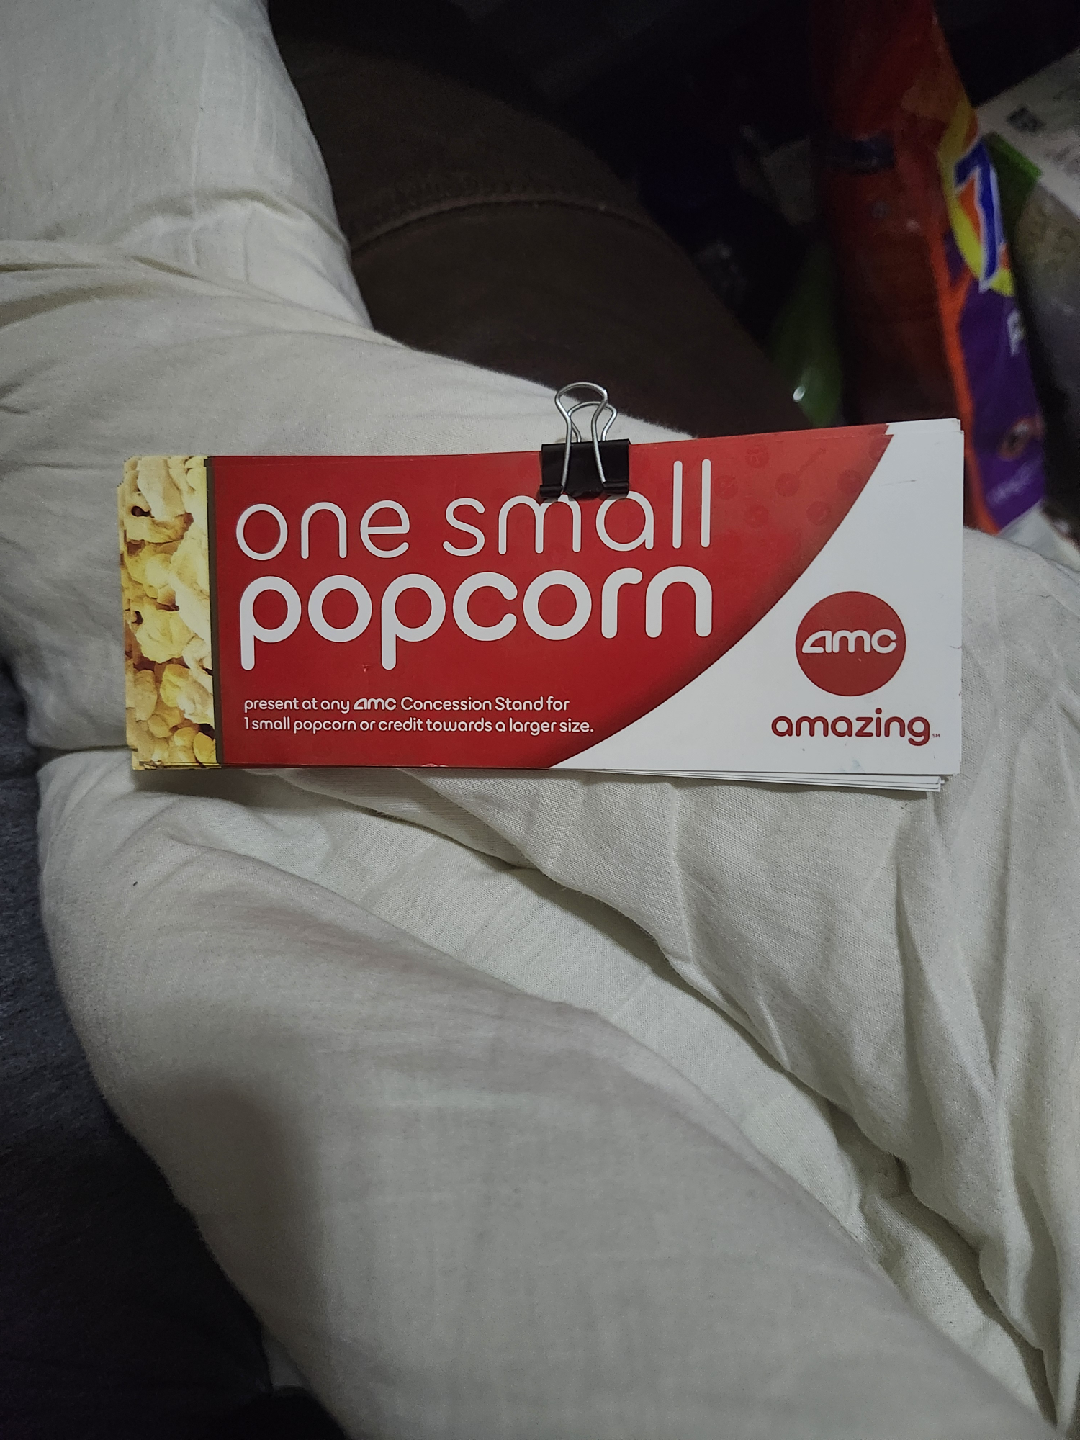 one small
popcorn
present at any amc Concession Stand for
1 small popcorn or credit towards a larger size.
amc
amazing℠